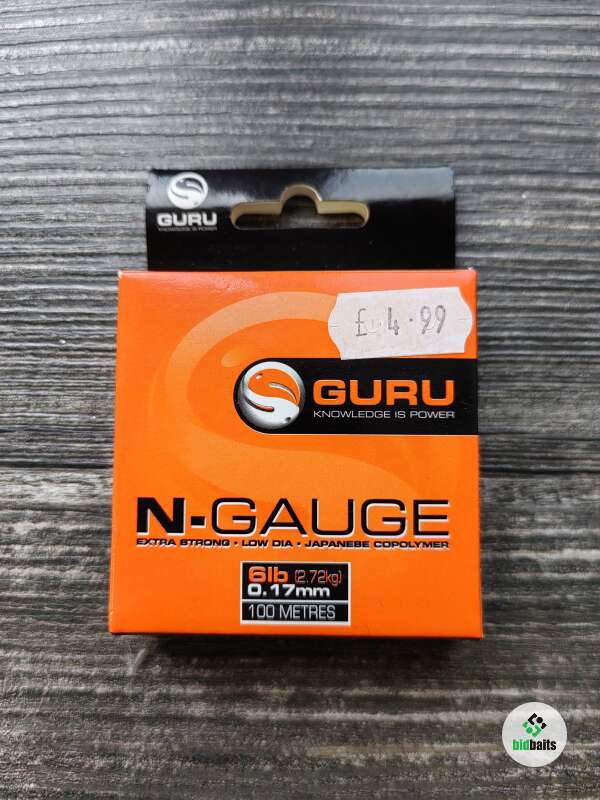 GURU
KNOWLEDGE IS POWER
£ 4.99
GURU
KNOWLEDGE IS POWER
N-GAUGE
EXTRA STRONG • LOW DIA • JAPANESE COPOLYMER
6lb (2.72kg)
0.17mm
100 METRES
bidbaits